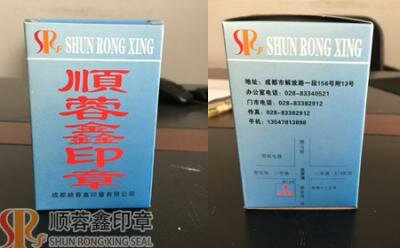 SHUN RONG XING
順蓉鑫印章
成都顺蓉鑫印章有限公司
SHUN RONG XING
地址：成都市解放路一段156号附13号
办公室电话：028-83340521
门市电话：028-83382912
传真：028-83382912
手机：13547813898
顺蓉鑫印章
SHUN RONGXING SEAL